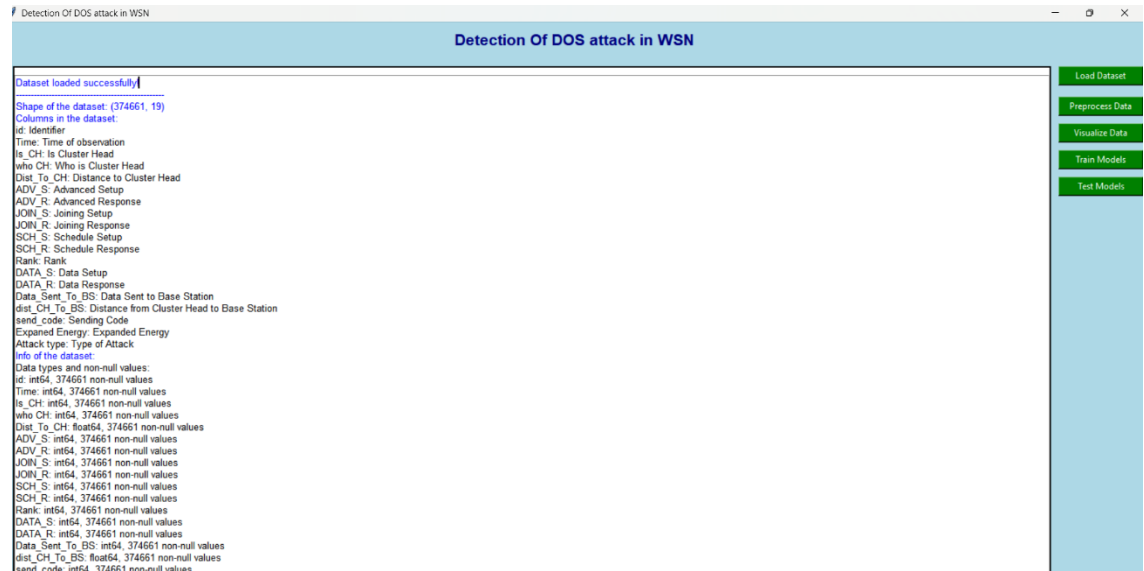 Detection Of DOS attack in WSN
Detection Of DOS attack in WSN
Dataset loaded successfully!
--------------------------------------------------
Shape of the dataset: (374661, 19)
Columns in the dataset:
id: Identifier
Time: Time of observation
Is_CH: Is Cluster Head
who CH: Who is Cluster Head
Dist_To_CH: Distance to Cluster Head
ADV_S: Advanced Setup
ADV_R: Advanced Response
JOIN_S: Joining Setup
JOIN_R: Joining Response
SCH_S: Schedule Setup
SCH_R: Schedule Response
Rank: Rank
DATA_S: Data Setup
DATA_R: Data Response
Data_Sent_To_BS: Data Sent to Base Station
dist_CH_To_BS: Distance from Cluster Head to Base Station
send_code: Sending Code
Expaned Energy: Expanded Energy
Attack type: Type of Attack
Info of the dataset:
Data types and non-null values:
id: int64, 374661 non-null values
Time: int64, 374661 non-null values
Is_CH: int64, 374661 non-null values
who CH: int64, 374661 non-null values
Dist_To_CH: float64, 374661 non-null values
ADV_S: int64, 374661 non-null values
ADV_R: int64, 374661 non-null values
JOIN_S: int64, 374661 non-null values
JOIN_R: int64, 374661 non-null values
SCH_S: int64, 374661 non-null values
SCH_R: int64, 374661 non-null values
Rank: int64, 374661 non-null values
DATA_S: int64, 374661 non-null values
DATA_R: int64, 374661 non-null values
Data_Sent_To_BS: int64, 374661 non-null values
dist_CH_To_BS: float64, 374661 non-null values
send_code: int64, 374661 non-null values
Load Dataset
Preprocess Data
Visualize Data
Train Models
Test Models